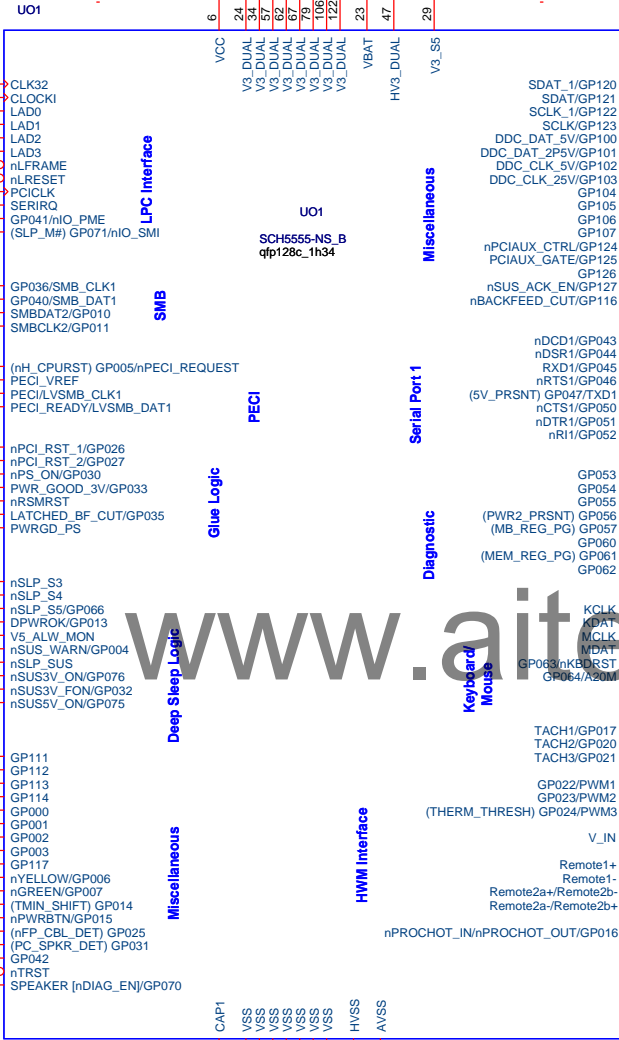 UO1
6
24
34
57
62
67
79
106
122
23
47
29
VCC
V3_DUAL
V3_DUAL
V3_DUAL
V3_DUAL
V3_DUAL
V3_DUAL
V3_DUAL
V3_DUAL
VBAT
HV3_DUAL
V3_S5
CLK32
CLOCKI
LAD0
LAD1
LAD2
LAD3
nLFRAME
nLRESET
PCICLK
SERIRQ
GP041/nIO_PME
(SLP_M#) GP071/nIO_SMI
LPC Interface
GP036/SMB_CLK1
GP040/SMB_DAT1
SMBDAT2/GP010
SMBCLK2/GP011
SMB
(nH_CPURST) GP005/nPECI_REQUEST
PECI_VREF
PECI/LVSMB_CLK1
PECI_READY/LVSMB_DAT1
PECI
nPCI_RST_1/GP026
nPCI_RST_2/GP027
nPS_ON/GP030
PWR_GOOD_3V/GP033
nRSMRST
LATCHED_BF_CUT/GP035
PWRGD_PS
Glue Logic
nSLP_S3
nSLP_S4
nSLP_S5/GP066
DPWROK/GP013
V5_ALW_MON
nSUS_WARN/GP004
nSLP_SUS
nSUS3V_ON/GP076
nSUS3V_FON/GP032
nSUS5V_ON/GP075
Deep Sleep Logic
GP111
GP112
GP113
GP114
GP000
GP001
GP002
GP003
GP117
nYELLOW/GP006
nGREEN/GP007
(TMIN_SHIFT) GP014
nPWRBTN/GP015
(nFP_CBL_DET) GP025
(PC_SPKR_DET) GP031
GP042
nTRST
SPEAKER [nDIAG_EN]/GP070
Miscellaneous
UO1
SCH5555-NS_B
qfp128c_1h34
SDAT_1/GP120
SDAT/GP121
SCLK_1/GP122
SCLK/GP123
DDC_DAT_5V/GP100
DDC_DAT_2P5V/GP101
DDC_CLK_5V/GP102
DDC_CLK_25V/GP103
GP104
GP105
GP106
GP107
nPCIAUX_CTRL/GP124
PCIAUX_GATE/GP125
GP126
nSUS_ACK_EN/GP127
nBACKFEED_CUT/GP116
Miscellaneous
nDCD1/GP043
nDSR1/GP044
RXD1/GP045
nRTS1/GP046
(5V_PRSNT) GP047/TXD1
nCTS1/GP050
nDTR1/GP051
nRI1/GP052
Serial Port 1
GP053
GP054
GP055
(PWR2_PRSNT) GP056
(MB_REG_PG) GP057
GP060
(MEM_REG_PG) GP061
GP062
Diagnostic
KCLK
KDAT
MCLK
MDAT
GP063/nKBDRST
GP064/A20M
Keyboard/
Mouse
www.aite
TACH1/GP017
TACH2/GP020
TACH3/GP021
GP022/PWM1
GP023/PWM2
(THERM_THRESH) GP024/PWM3
V_IN
Remote1+
Remote1-
Remote2a+/Remote2b-
Remote2a-/Remote2b+
nPROCHOT_IN/nPROCHOT_OUT/GP016
HWM Interface
CAP1
VSS
VSS
VSS
VSS
VSS
VSS
VSS
HVSS
AVSS